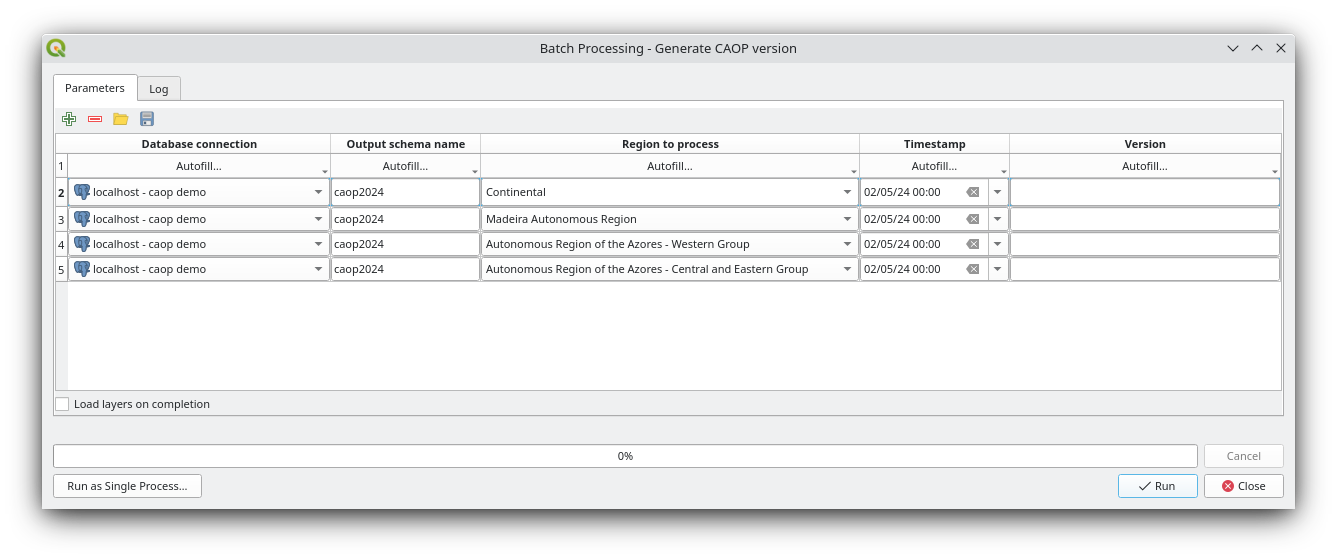 Batch Processing - Generate CAOP version
Parameters
Log
Database connection Output schema name Region to process Timestamp Version
1 Autofill... Autofill... Autofill... Autofill... Autofill...
2 localhost - caop demo caop2024 Continental 02/05/24 00:00
3 localhost - caop demo caop2024 Madeira Autonomous Region 02/05/24 00:00
4 localhost - caop demo caop2024 Autonomous Region of the Azores - Western Group 02/05/24 00:00
5 localhost - caop demo caop2024 Autonomous Region of the Azores - Central and Eastern Group 02/05/24 00:00
Load layers on completion
0% Cancel
Run as Single Process... Run Close